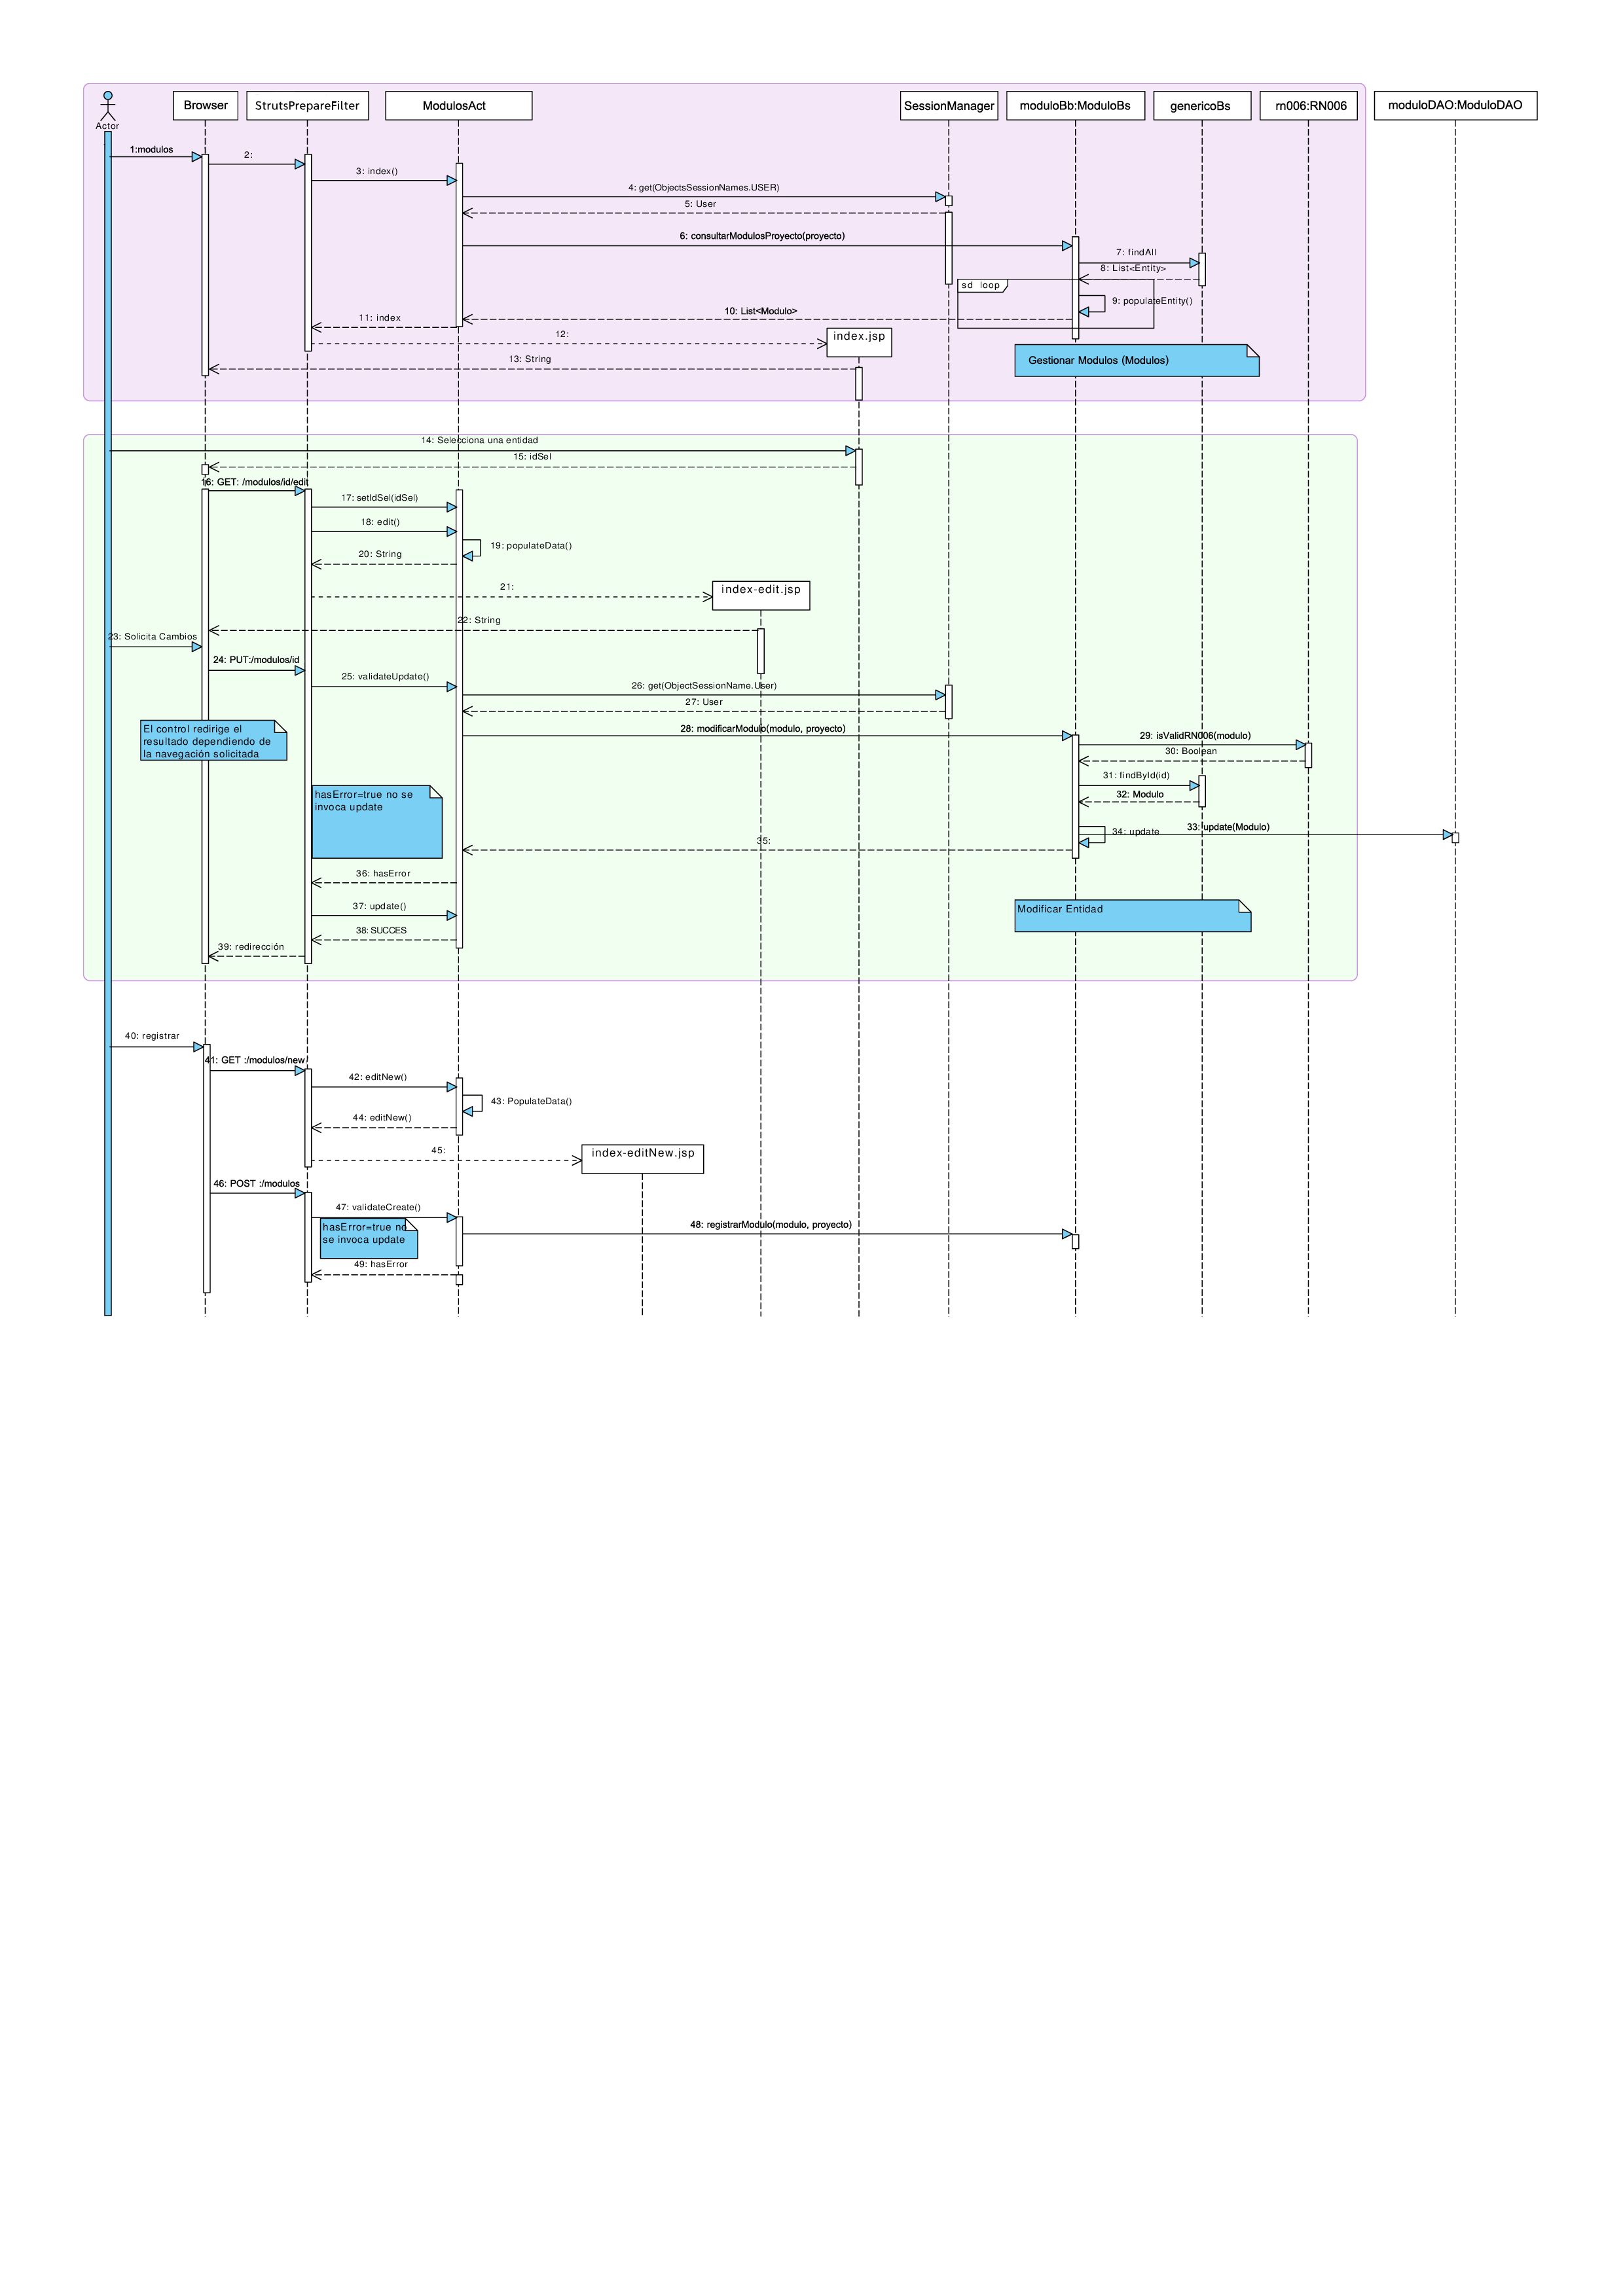 Actor
Browser
StrutsPrepareFilter
ModulosAct
SessionManager
moduloBb:ModuloBs
genericoBs
rn006:RN006
moduloDAO:ModuloDAO
1:modulos
2:
3: index()
4: get(ObjectsSessionNames.USER)
5: User
6: consultarModulosProyecto(proyecto)
7: findAll
8: List<Entity>
sd loop
9: populateEntity()
10: List<Modulo>
11: index
12:
index.jsp
13: String
Gestionar Modulos (Modulos)
14: Selecciona una entidad
15: idSel
16: GET: /modulos/id/edit
17: setIdSel(idSel)
18: edit()
19: populateData()
20: String
21:
index-edit.jsp
22: String
23: Solicita Cambios
24: PUT:/modulos/id
25: validateUpdate()
26: get(ObjectSessionName.User)
27: User
El control redirige el
resultado dependiendo de
la navegación solicitada
28: modificarModulo(modulo, proyecto)
29: isValidRN006(modulo)
30: Boolean
31: findById(id)
32: Modulo
hasError=true no se
invoca update
33: update(Modulo)
34: update
35:
36: hasError
37: update()
Modificar Entidad
38: SUCCES
39: redirección
40: registrar
41: GET :/modulos/new
42: editNew()
43: PopulateData()
44: editNew()
45:
index-editNew.jsp
46: POST :/modulos
47: validateCreate()
hasError=true no
se invoca update
48: registrarModulo(modulo, proyecto)
49: hasError